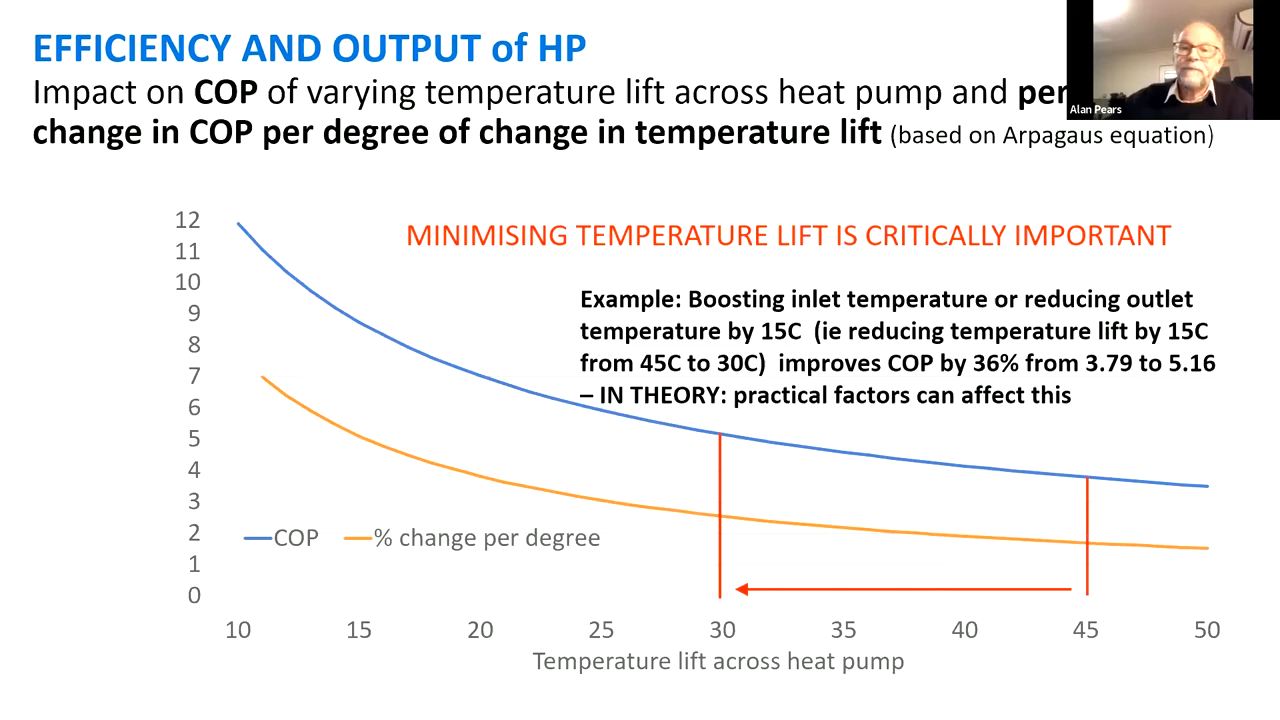 EFFICIENCY AND OUTPUT of HP
Impact on COP of varying temperature lift across heat pump and
change in COP per degree of change in temperature lift (based on Arpagaus equation)
Alan Pears
MINIMISING TEMPERATURE LIFT IS CRITICALLY IMPORTANT
Example: Boosting inlet temperature or reducing outlet
temperature by 15C (ie reducing temperature lift by 15C
from 45C to 30C) improves COP by 36% from 3.79 to 5.16
– IN THEORY: practical factors can affect this
12
11
10
9
8
7
6
5
4
3
2
1
0
COP
% change per degree
10 15 20 25 30 35 40 45 50
Temperature lift across heat pump